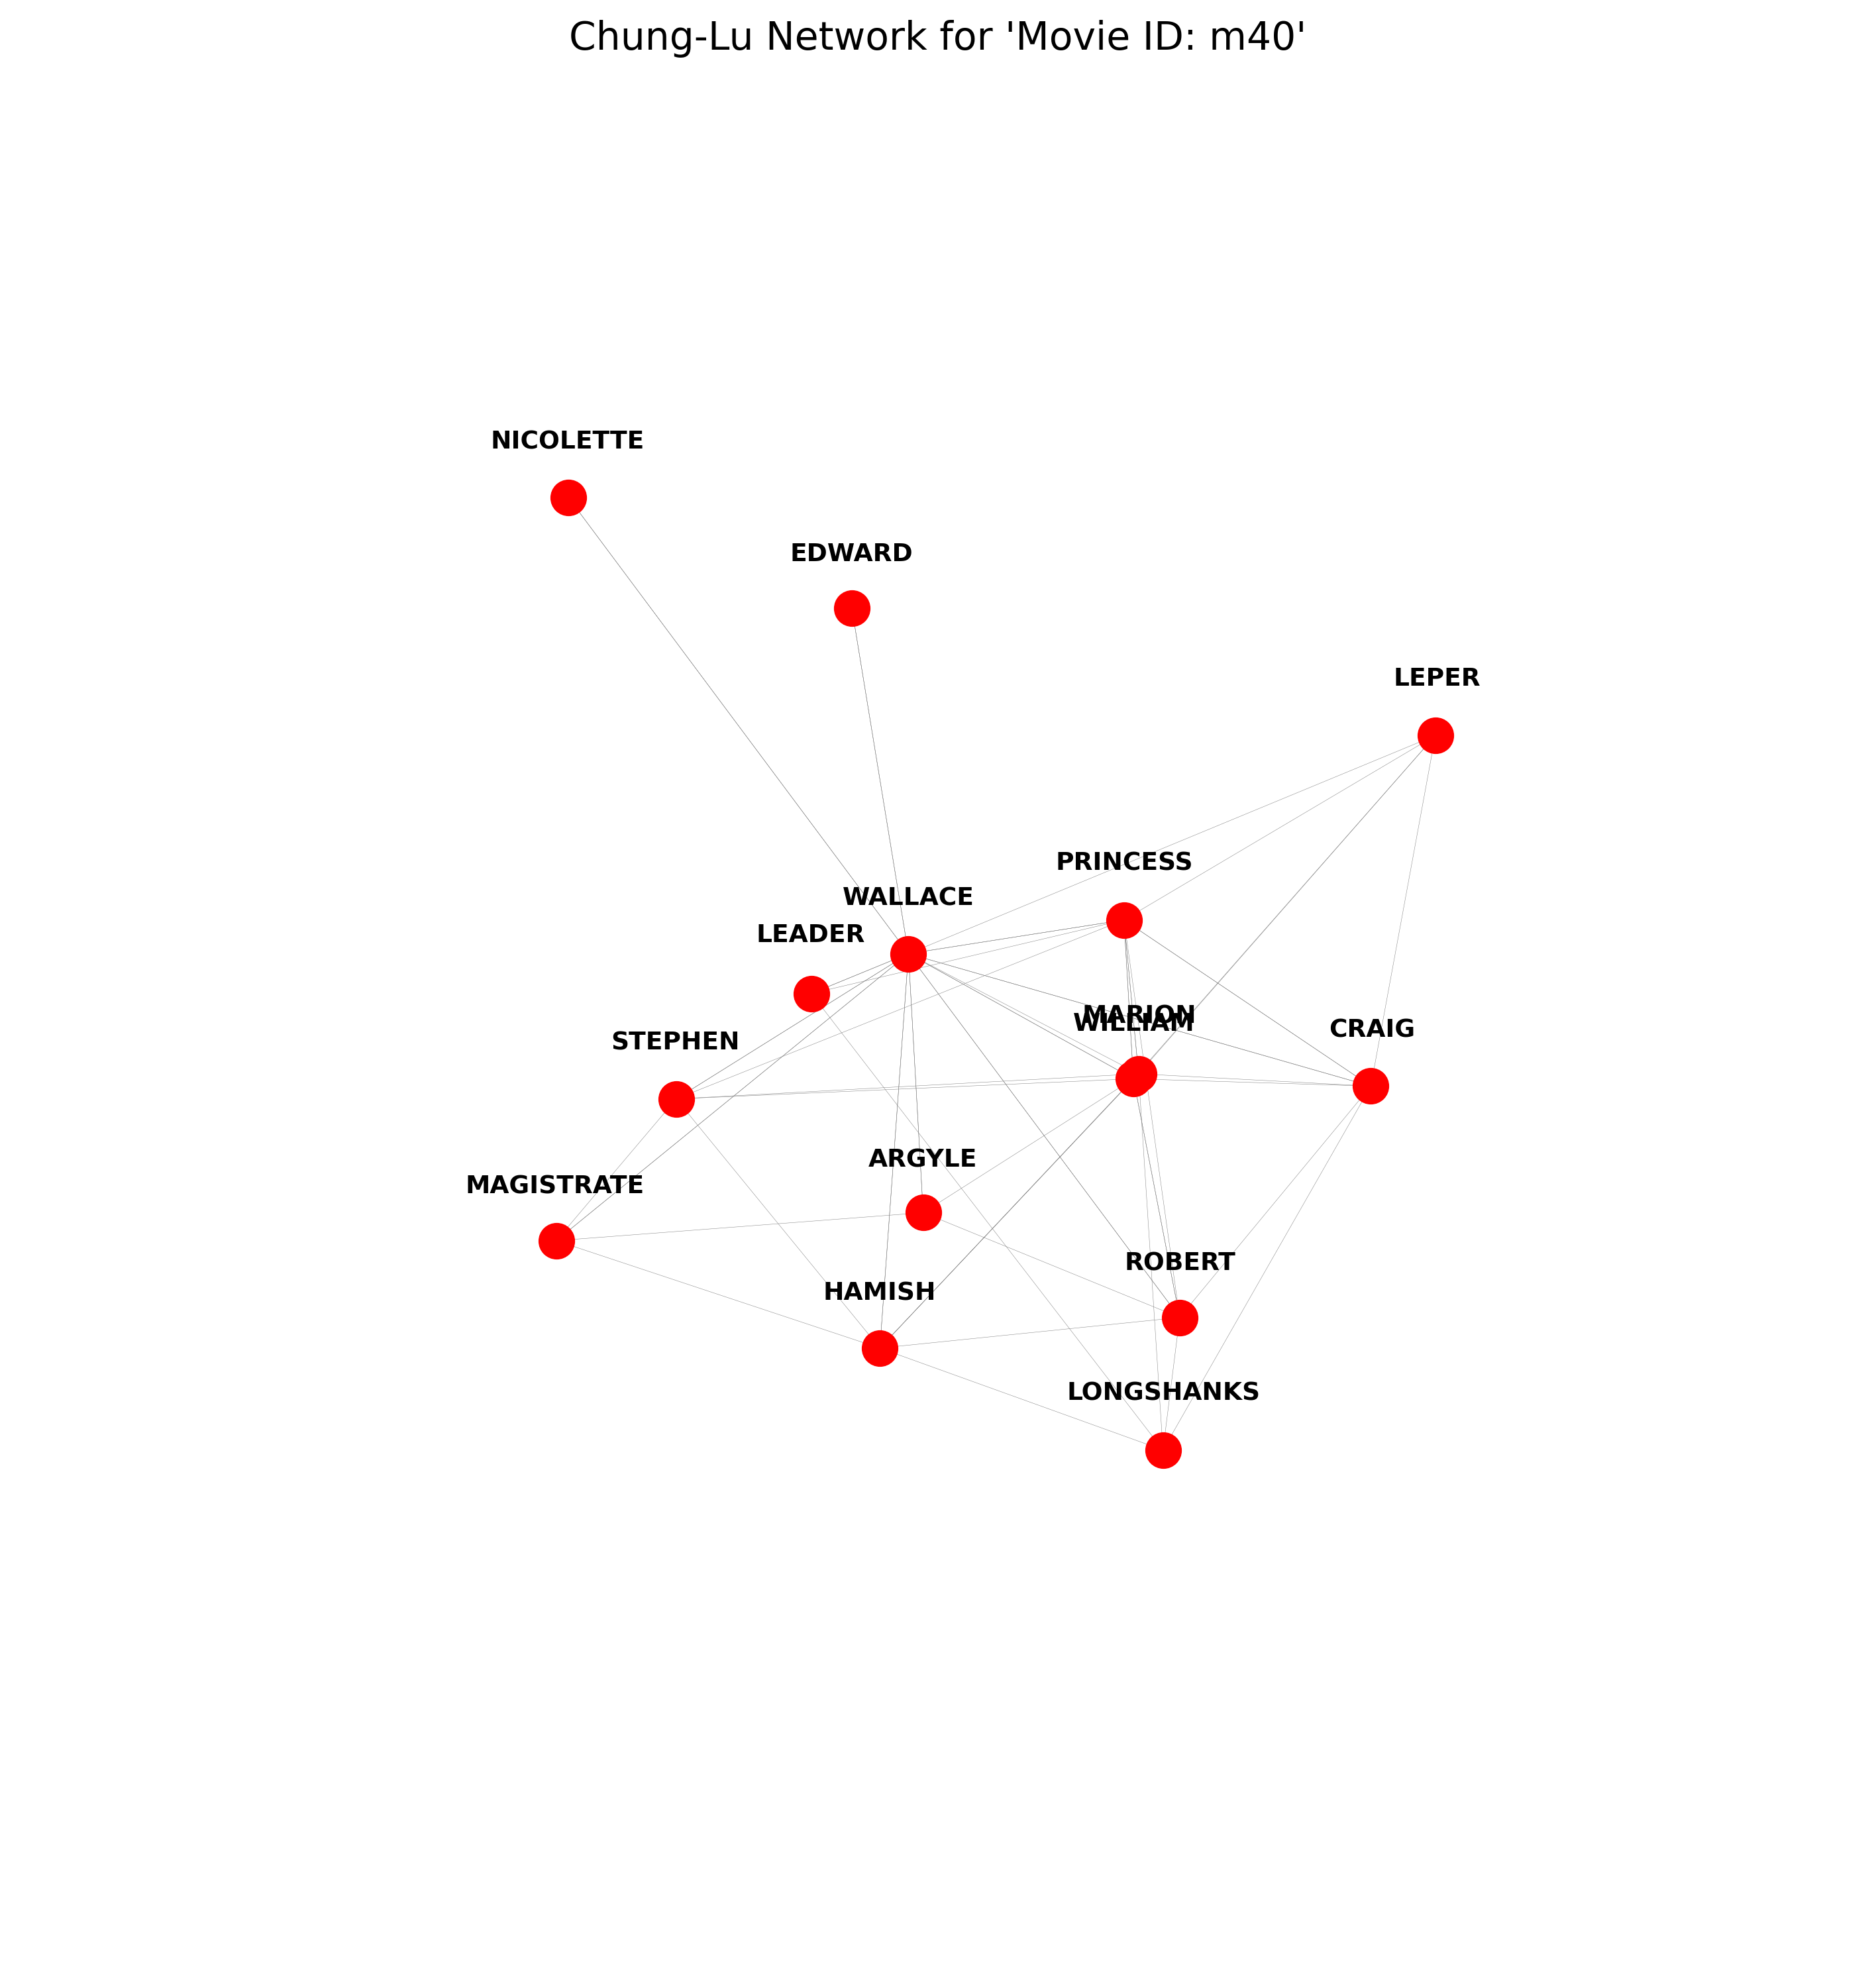 Chung-Lu Network for 'Movie ID: m40'
NICOLETTE
EDWARD
LEPER
PRINCESS
WALLACE
LEADER
MARION
WILLIAM
CRAIG
STEPHEN
ARGYLE
MAGISTRATE
ROBERT
HAMISH
LONGSHANKS